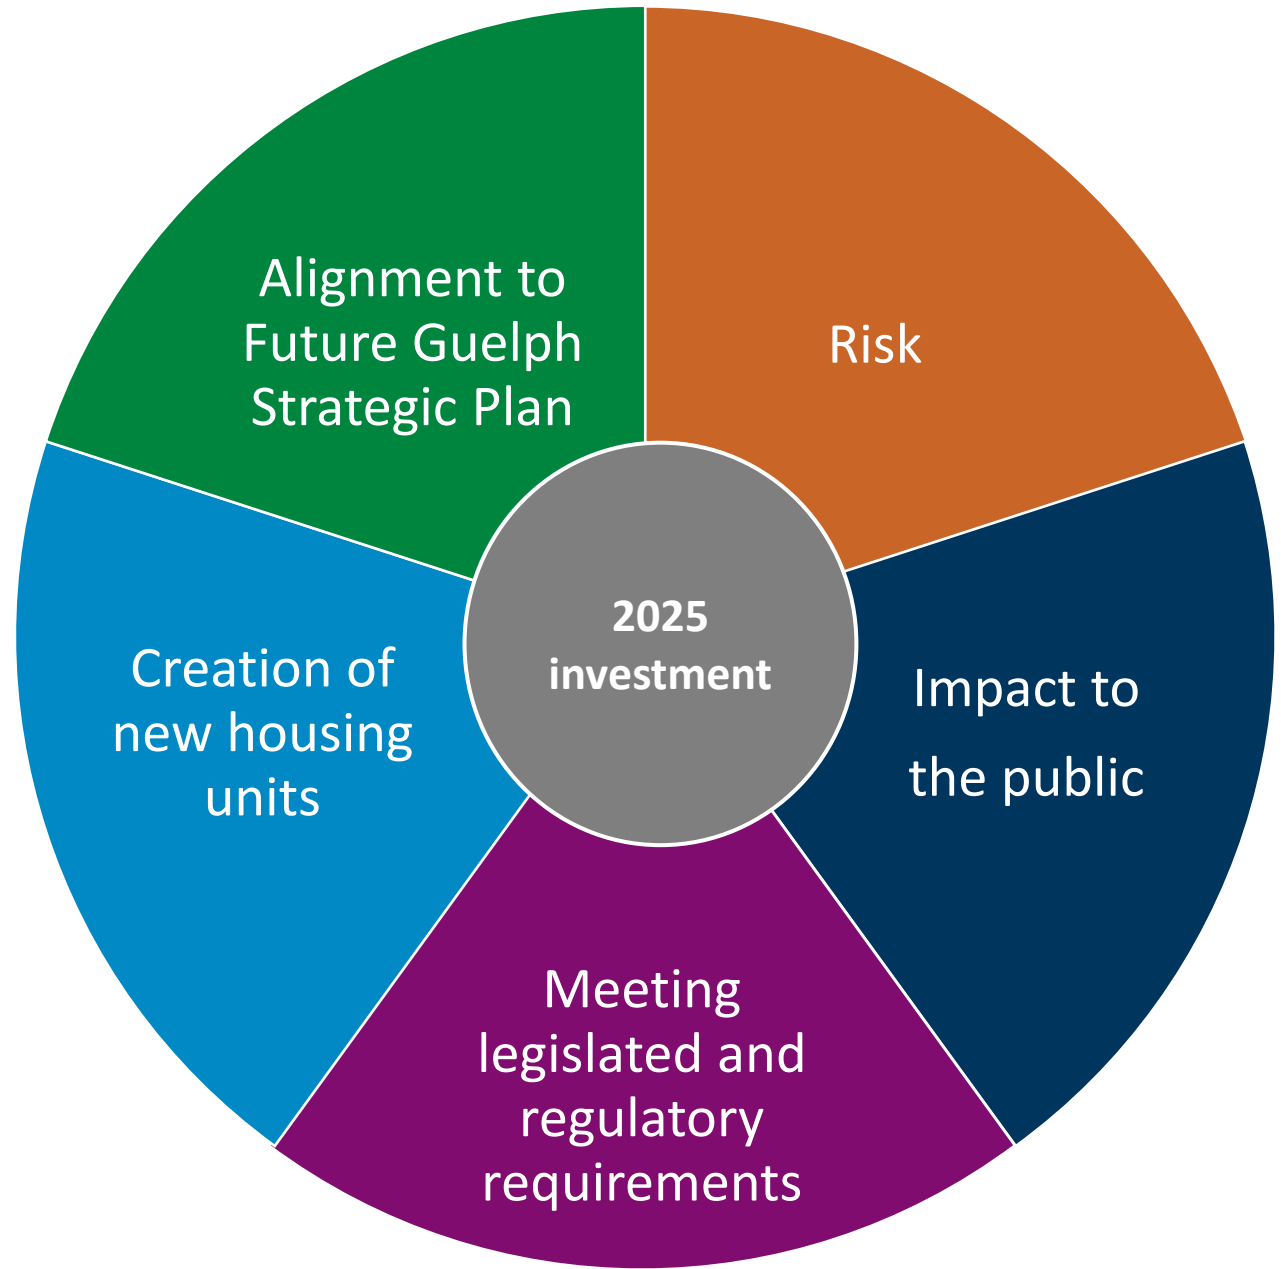 Alignment to
Future Guelph
Strategic Plan
Risk
2025
investment
Creation of
new housing
units
Impact to
the public
Meeting
legislated and
regulatory
requirements